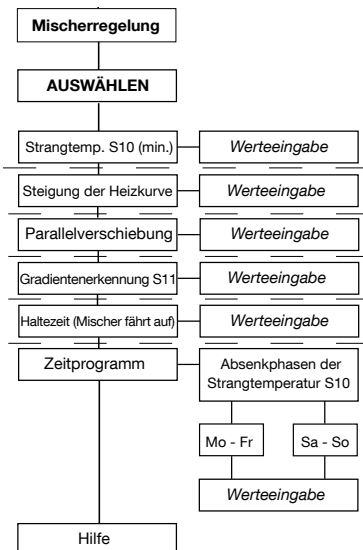 Mischerregelung
AUSWÄHLEN
Strangtemp. S10 (min.)
Werteeingabe
Steigung der Heizkurve
Werteeingabe
Parallelverschiebung
Werteeingabe
Gradientenerkennung S11
Werteeingabe
Haltezeit (Mischer fährt auf)
Werteeingabe
Zeitprogramm
Absenkphasen der
Strangtemperatur S10
Mo - Fr
Sa - So
Werteeingabe
Hilfe